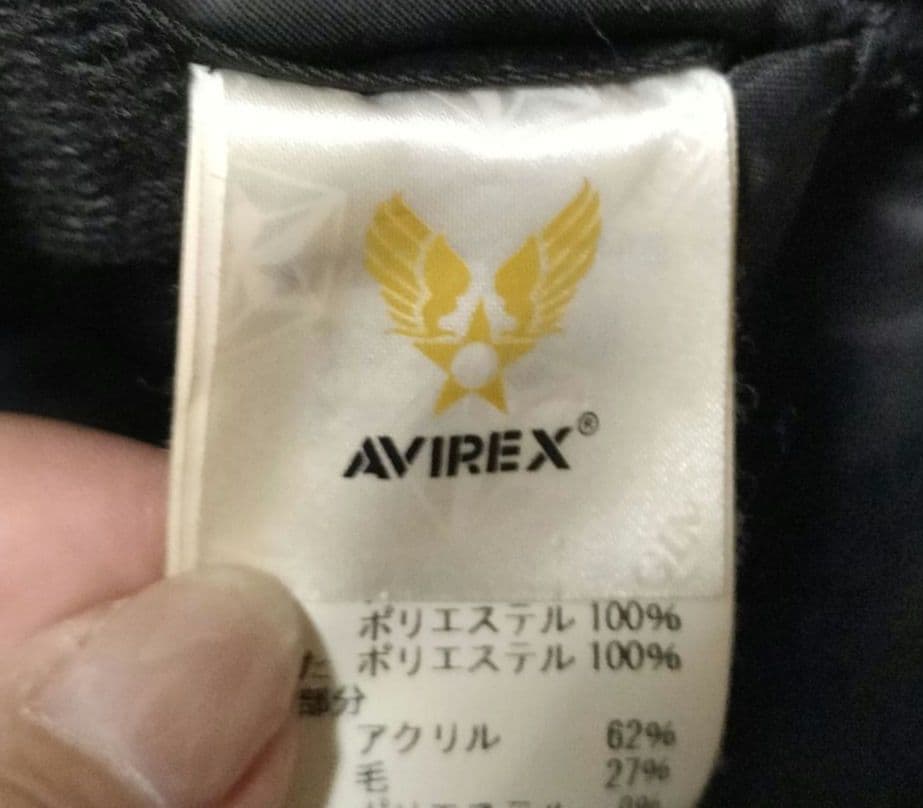 AVIREX®
ポリエステル 100%
た ポリエステル 100%
部分
アクリル 62%
毛 27%